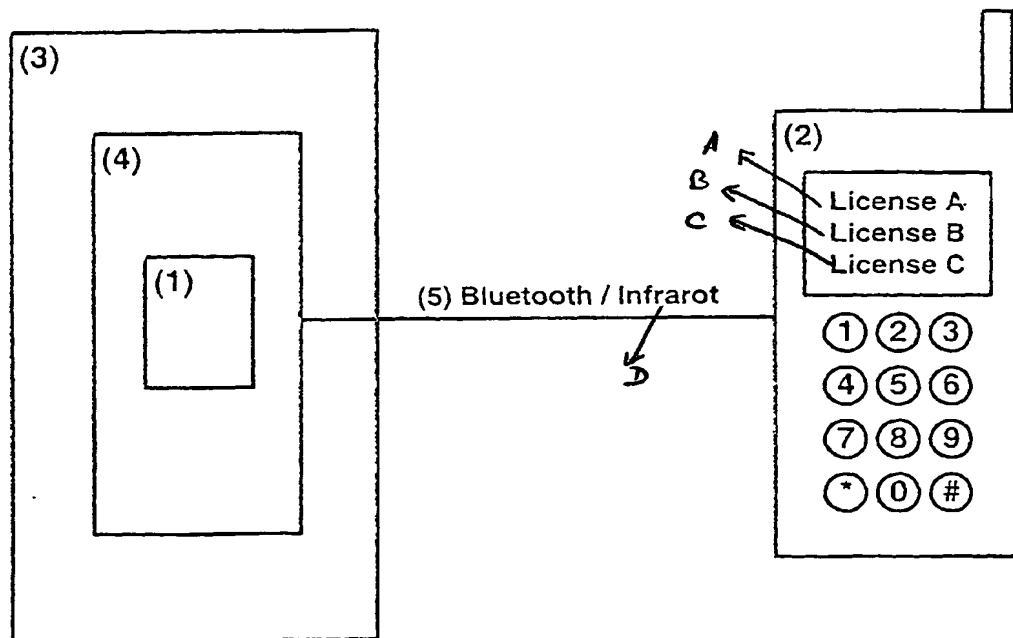 (3)
(2)
(4)
A
License A
B
License B
C
License C
(1)
(5) Bluetooth / Infrarot
D
1 2 3
4 5 6
7 8 9
* 0 #